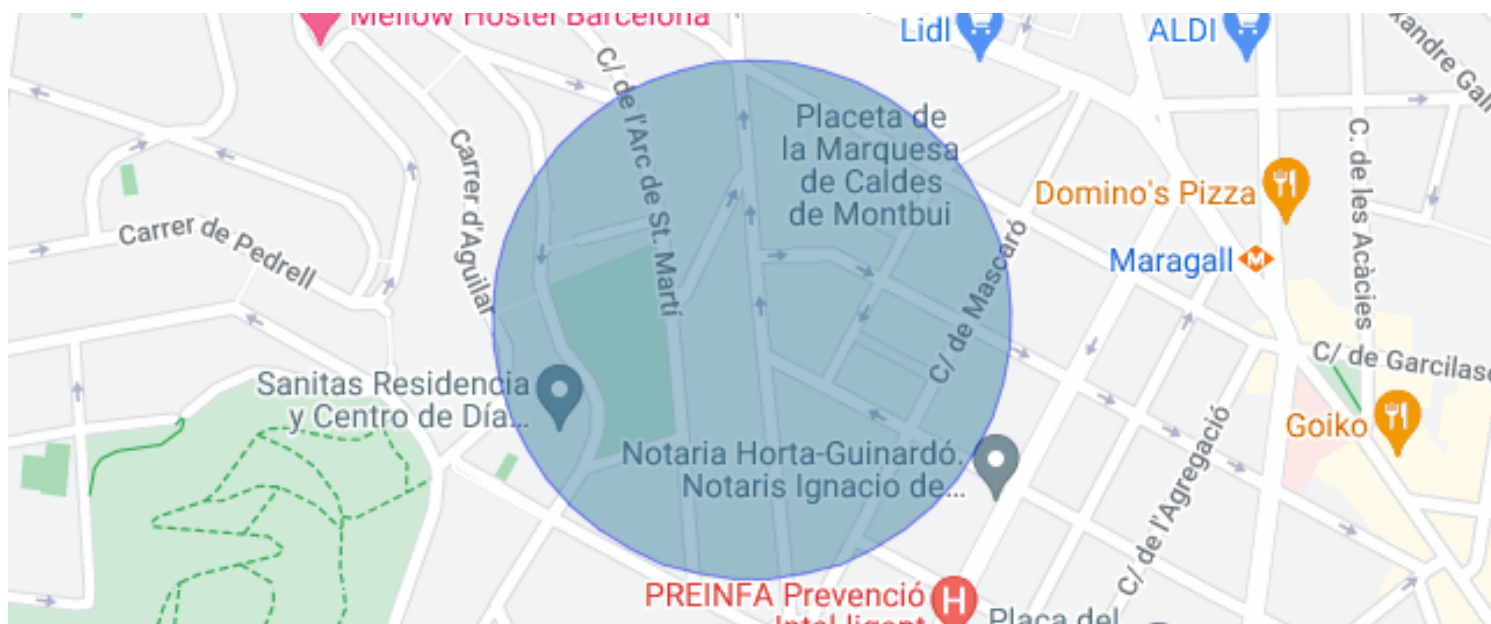 Mellow Hostel Barcelona
Lidl
ALDI
C/ de l'Arc de St. Martí
Carrer d'Aguilar
Carrer de Pedrell
Placeta de
la Marquesa
de Caldes
de Montbui
Domino's Pizza
Maragall
C. de les Acàcies
C/ de Mascaró
C/ de Garcilaso
Sanitas Residencia
y Centro de Día...
Goiko
Notaria Horta-Guinardó.
Notaris Ignacio de...
C/ de l'Agregació
PREINFA Prevenció
H
Plaça del